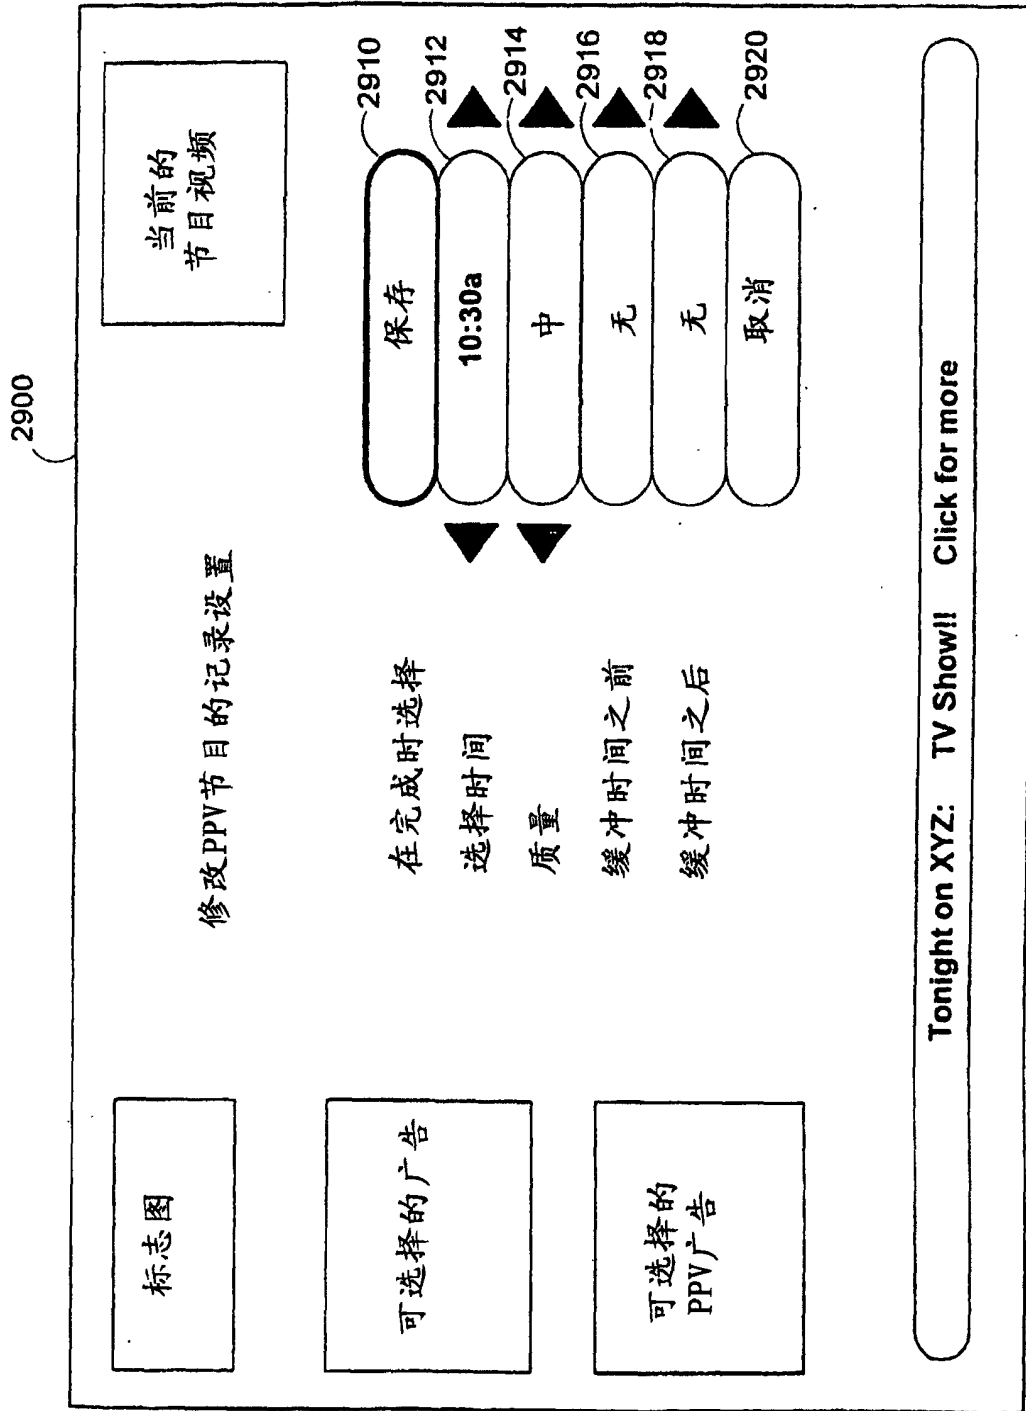 2900
标志图
当前的
节目视频
修改PPV节目的记录设置
可选择的广告
可选择的
PPV广告
在完成时选择
保存
2910
选择时间
10:30a
2912
质量
中
2914
缓冲时间之前
无
2916
缓冲时间之后
无
2918
取消
2920
Tonight on XYZ: TV Show!! Click for more